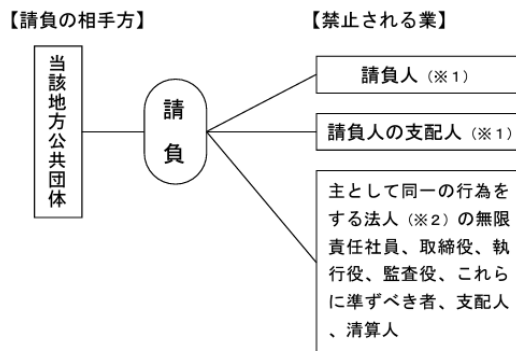 【請負の相手方】
【禁止される業】
当該地方公共団体
請負
請負人（※１）
請負人の支配人（※１）
主として同一の行為を
する法人（※２）の無限
責任社員、取締役、執
行役、監査役、これら
に準ずべき者、支配人
、清算人